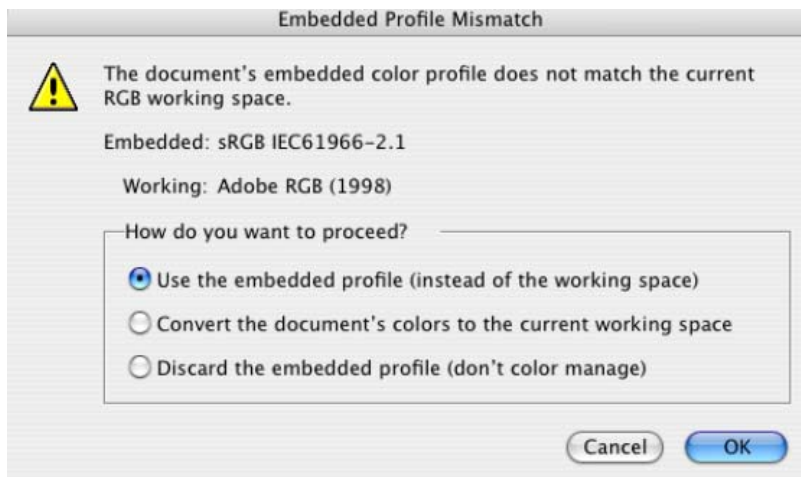 Embedded Profile Mismatch
The document's embedded color profile does not match the current
RGB working space.
Embedded: sRGB IEC61966-2.1
Working: Adobe RGB (1998)
How do you want to proceed?
Use the embedded profile (instead of the working space)
Convert the document's colors to the current working space
Discard the embedded profile (don't color manage)
Cancel OK